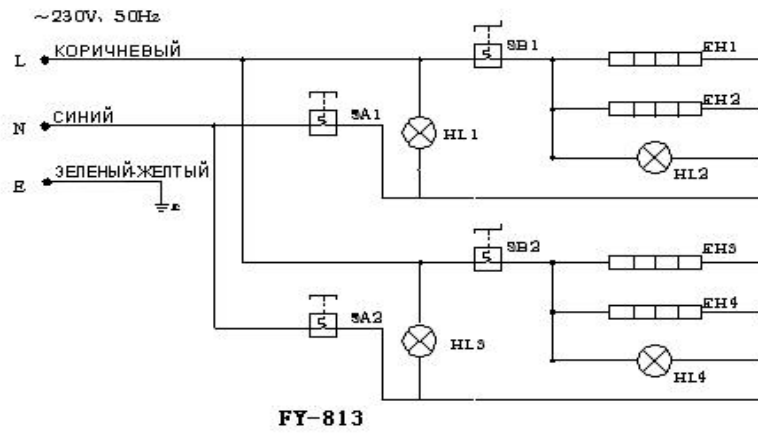 ~230V、50Hz
L КОРИЧНЕВЫЙ
SB1
EH1
EH2
N СИНИЙ
SA1
HL1
HL2
E ЗЕЛЕНЫЙ-ЖЕЛТЫЙ
SB2
EH3
EH4
SA2
HL3
HL4
FY-813